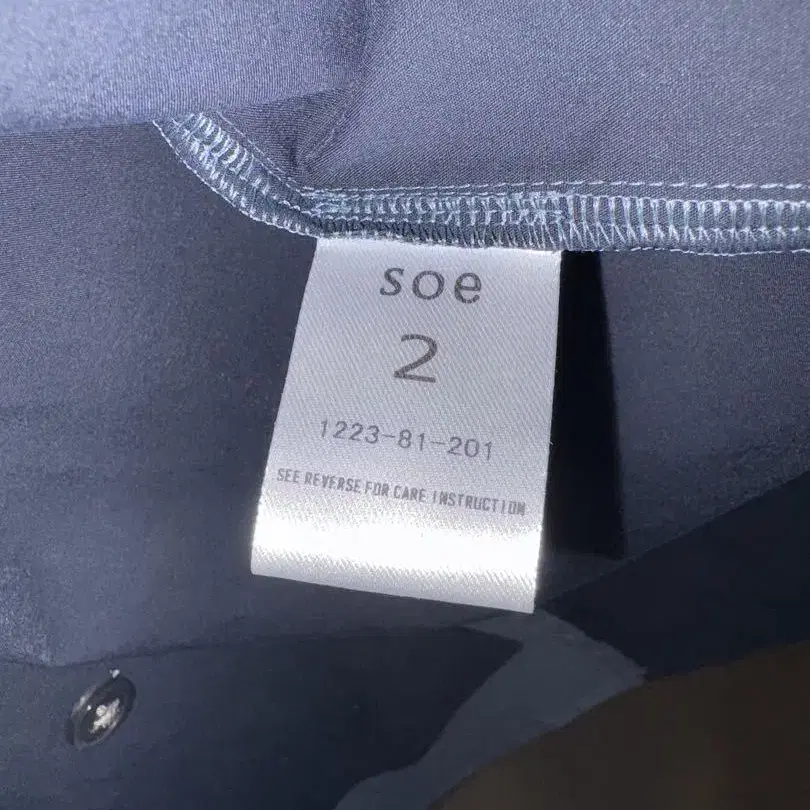 soe
2
1223-81-201
SEE REVERSE FOR CARE INSTRUCTION